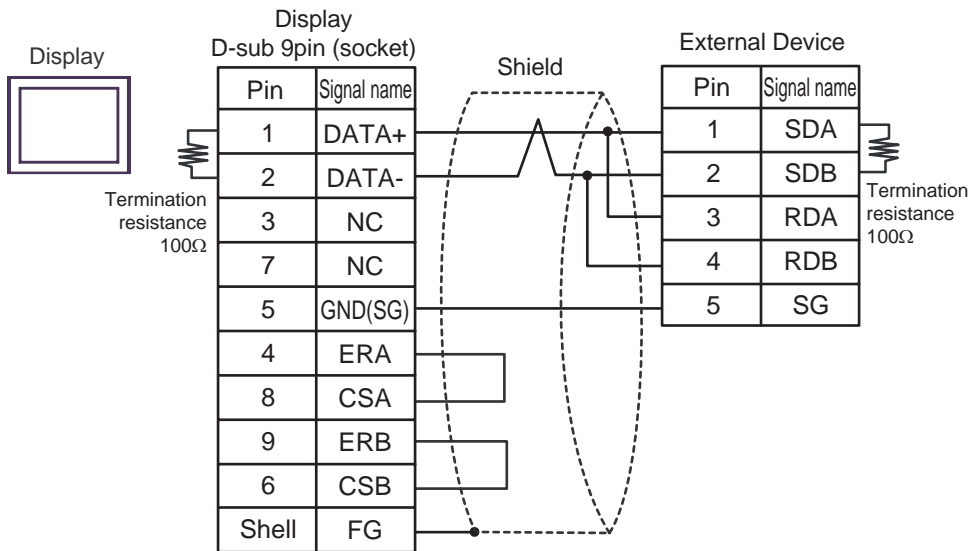 Display
Display
D-sub 9pin (socket)
Shield
External Device
Pin Signal name
1 DATA+
2 DATA-
3 NC
7 NC
5 GND(SG)
4 ERA
8 CSA
9 ERB
6 CSB
Shell FG
Termination
resistance
100Ω
Pin Signal name
1 SDA
2 SDB
3 RDA
4 RDB
5 SG
Termination
resistance
100Ω